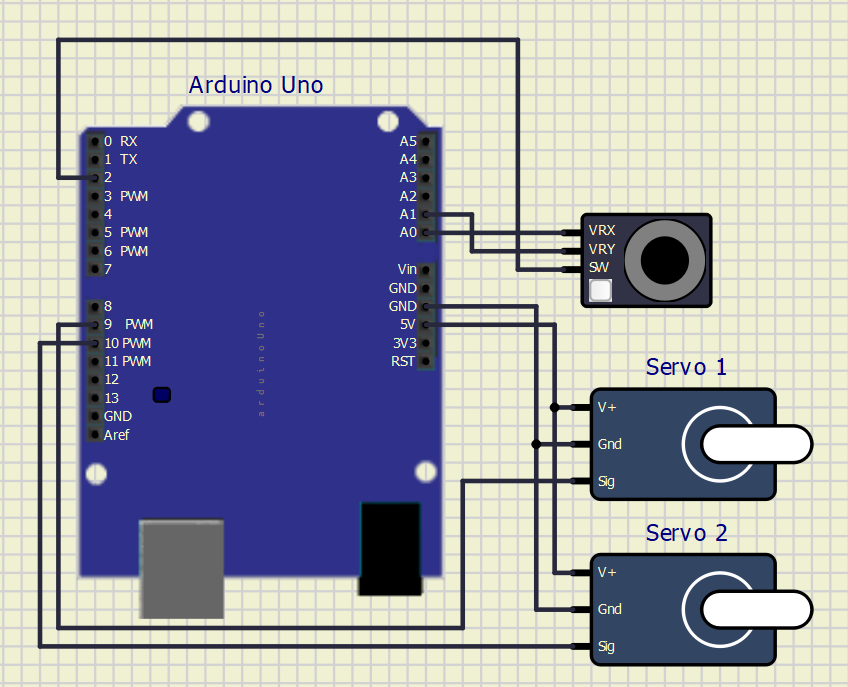 Arduino Uno
0 RX
1 TX
2
3 PWM
4
5 PWM
6 PWM
7
8
9 PWM
10 PWM
11 PWM
12
13
GND
Aref
arduinoUno
A5
A4
A3
A2
A1
A0
Vin
GND
GND
5V
3V3
RST
VRX
VRY
SW
Servo 1
V+
Gnd
Sig
Servo 2
V+
Gnd
Sig